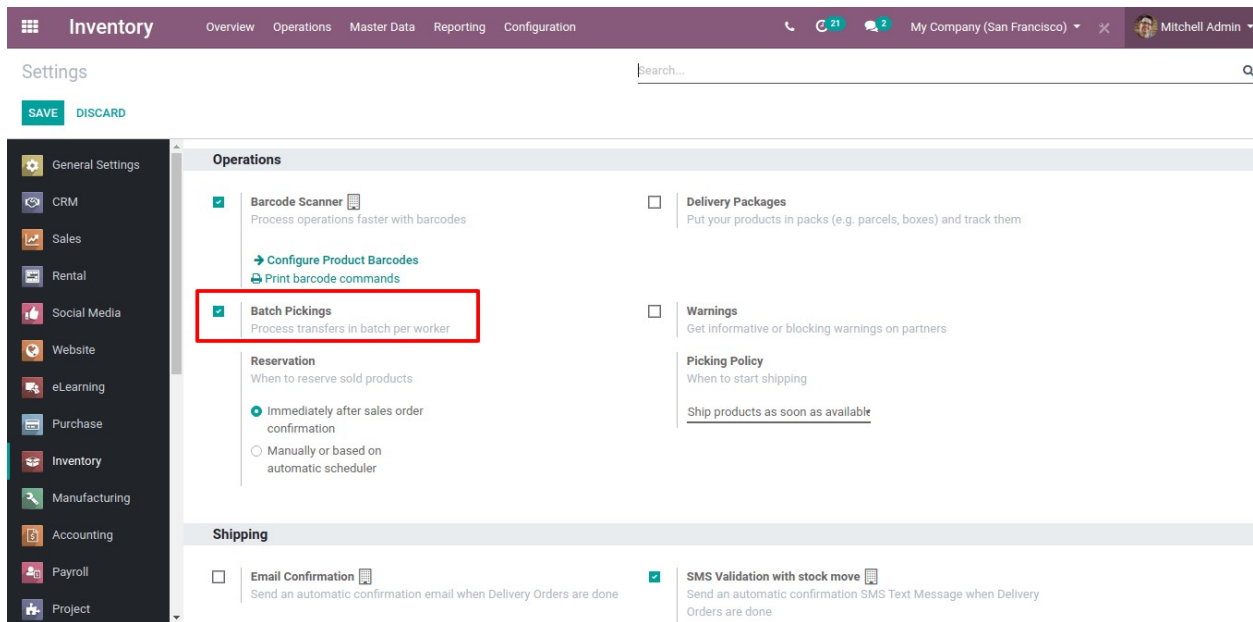 Inventory Overview Operations Master Data Reporting Configuration 21 2 My Company (San Francisco) Mitchell Admin
Settings
Search...
SAVE DISCARD
General Settings
CRM
Sales
Rental
Social Media
Website
eLearning
Purchase
Inventory
Manufacturing
Accounting
Payroll
Project
Operations
Barcode Scanner
Process operations faster with barcodes
Configure Product Barcodes
Print barcode commands
Delivery Packages
Put your products in packs (e.g. parcels, boxes) and track them
Batch Pickings
Process transfers in batch per worker
Warnings
Get informative or blocking warnings on partners
Reservation
When to reserve sold products
Immediately after sales order
confirmation
Manually or based on
automatic scheduler
Picking Policy
When to start shipping
Ship products as soon as available
Shipping
Email Confirmation
Send an automatic confirmation email when Delivery Orders are done
SMS Validation with stock move
Send an automatic confirmation SMS Text Message when Delivery
Orders are done